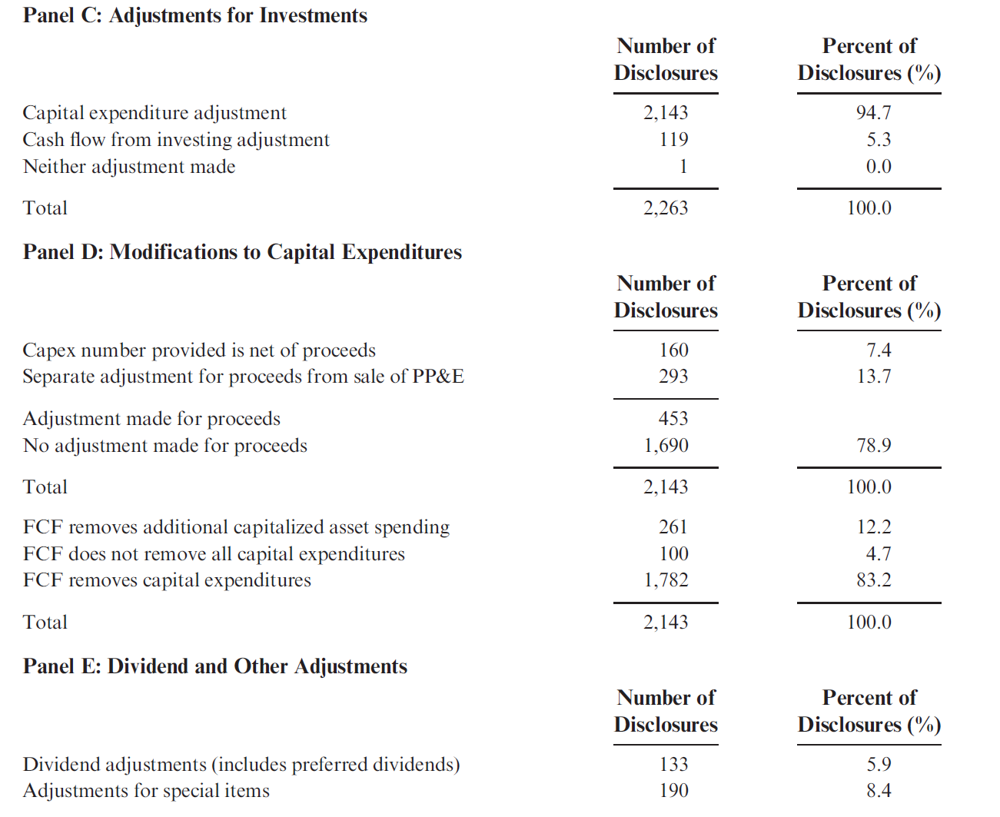 Panel C: Adjustments for Investments
Number of Disclosures Percent of Disclosures (%)
Capital expenditure adjustment 2,143 94.7
Cash flow from investing adjustment 119 5.3
Neither adjustment made 1 0.0
Total 2,263 100.0
Panel D: Modifications to Capital Expenditures
Number of Disclosures Percent of Disclosures (%)
Capex number provided is net of proceeds 160 7.4
Separate adjustment for proceeds from sale of PP&E 293 13.7
Adjustment made for proceeds 453
No adjustment made for proceeds 1,690 78.9
Total 2,143 100.0
FCF removes additional capitalized asset spending 261 12.2
FCF does not remove all capital expenditures 100 4.7
FCF removes capital expenditures 1,782 83.2
Total 2,143 100.0
Panel E: Dividend and Other Adjustments
Number of Disclosures Percent of Disclosures (%)
Dividend adjustments (includes preferred dividends) 133 5.9
Adjustments for special items 190 8.4